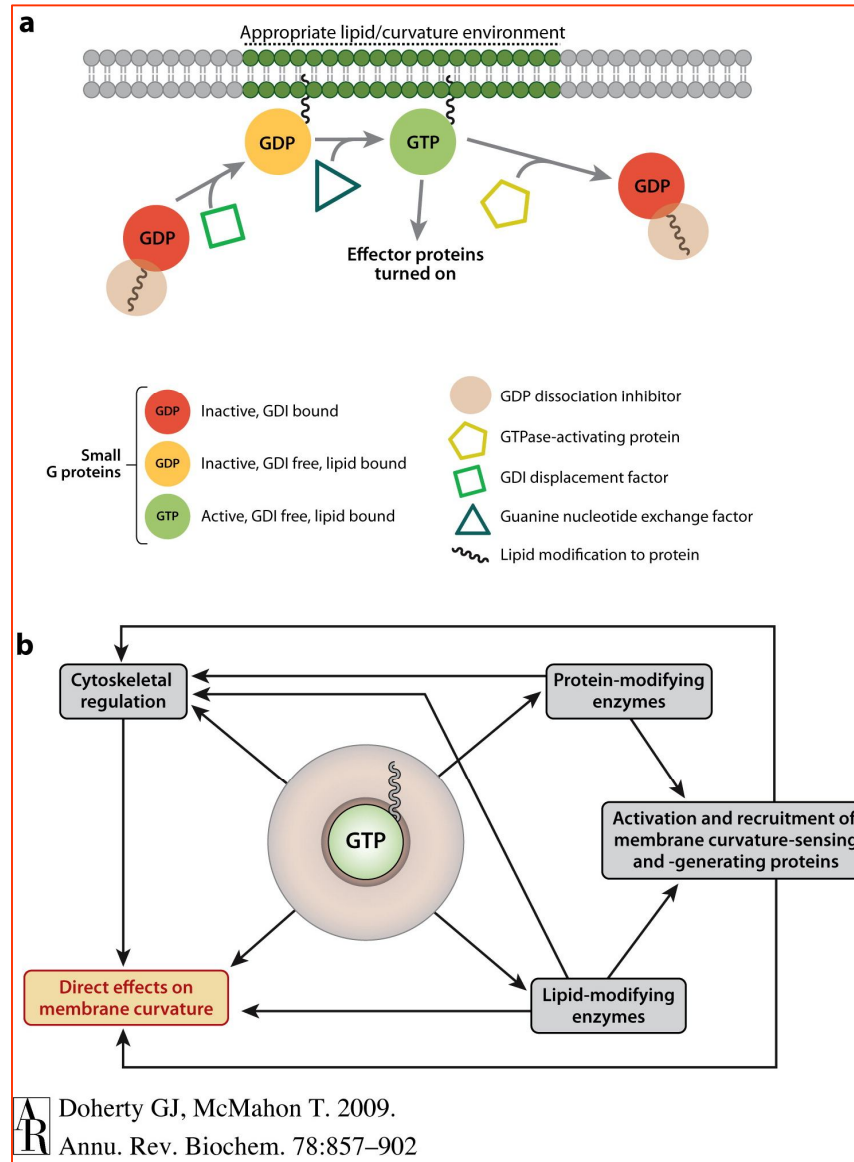 a
Appropriate lipid/curvature environment
GDP
GTP
GDP
GDP
Effector proteins
turned on
Small
G proteins
GDP
Inactive, GDI bound
GDP
Inactive, GDI free, lipid bound
GTP
Active, GDI free, lipid bound
GDP dissociation inhibitor
GTPase-activating protein
GDI displacement factor
Guanine nucleotide exchange factor
Lipid modification to protein
b
Cytoskeletal
regulation
Protein-modifying
enzymes
GTP
Activation and recruitment of
membrane curvature-sensing
and -generating proteins
Direct effects on
membrane curvature
Lipid-modifying
enzymes
AR
Doherty GJ, McMahon T. 2009.
Annu. Rev. Biochem. 78:857–902